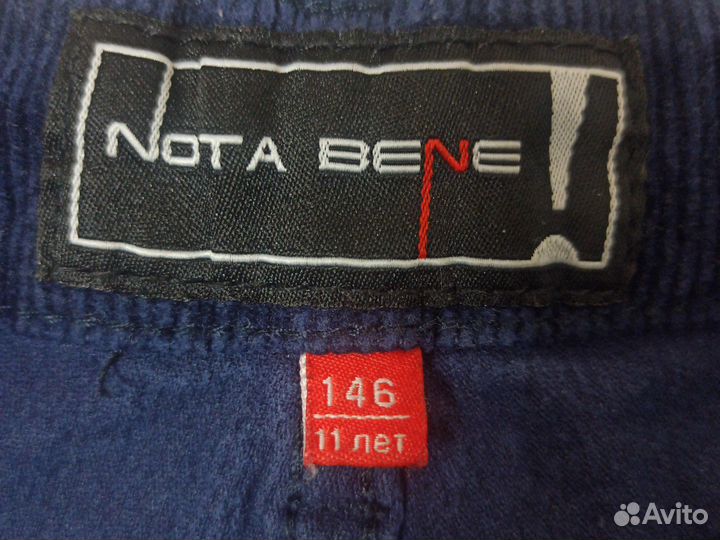 NOTA BENE!
146
11 лет
Avito